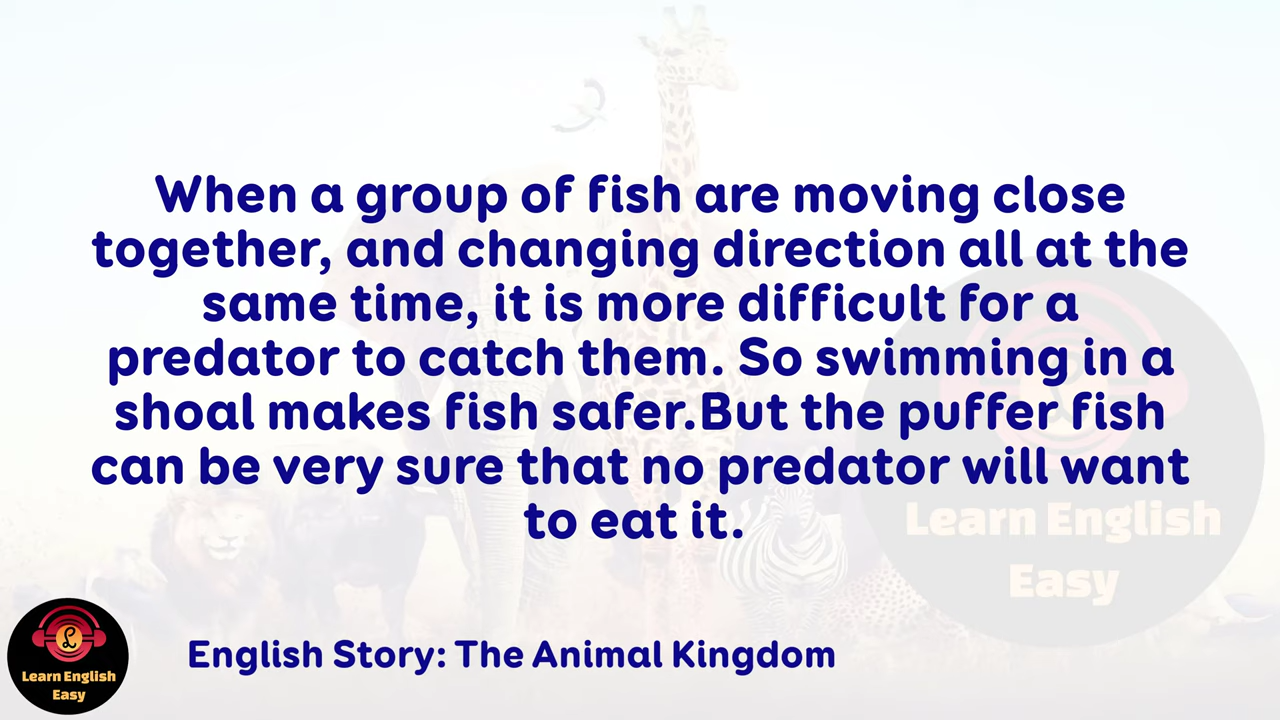 When a group of fish are moving close
together, and changing direction all at the
same time, it is more difficult for a
predator to catch them. So swimming in a
shoal makes fish safer.But the puffer fish
can be very sure that no predator will want
to eat it.
Learn English
Easy
English Story: The Animal Kingdom
L
Learn English
Easy